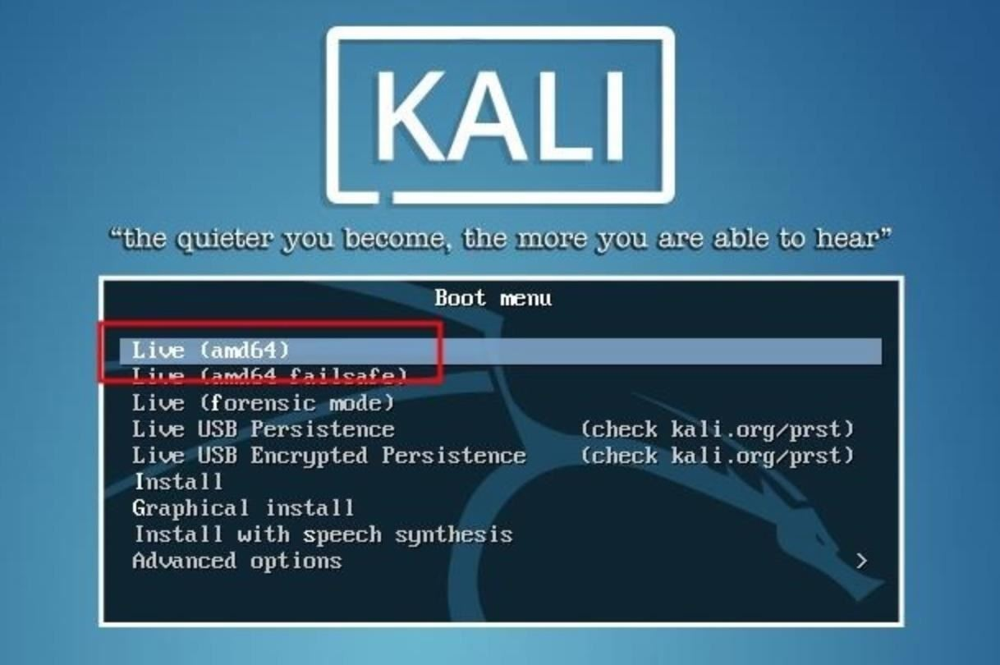 KALI
“the quieter you become, the more you are able to hear”
Boot menu
Live (amd64)
Live (amd64 failsafe)
Live (forensic mode)
Live USB Persistence (check kali.org/prst)
Live USB Encrypted Persistence (check kali.org/prst)
Install
Graphical install
Install with speech synthesis
Advanced options >